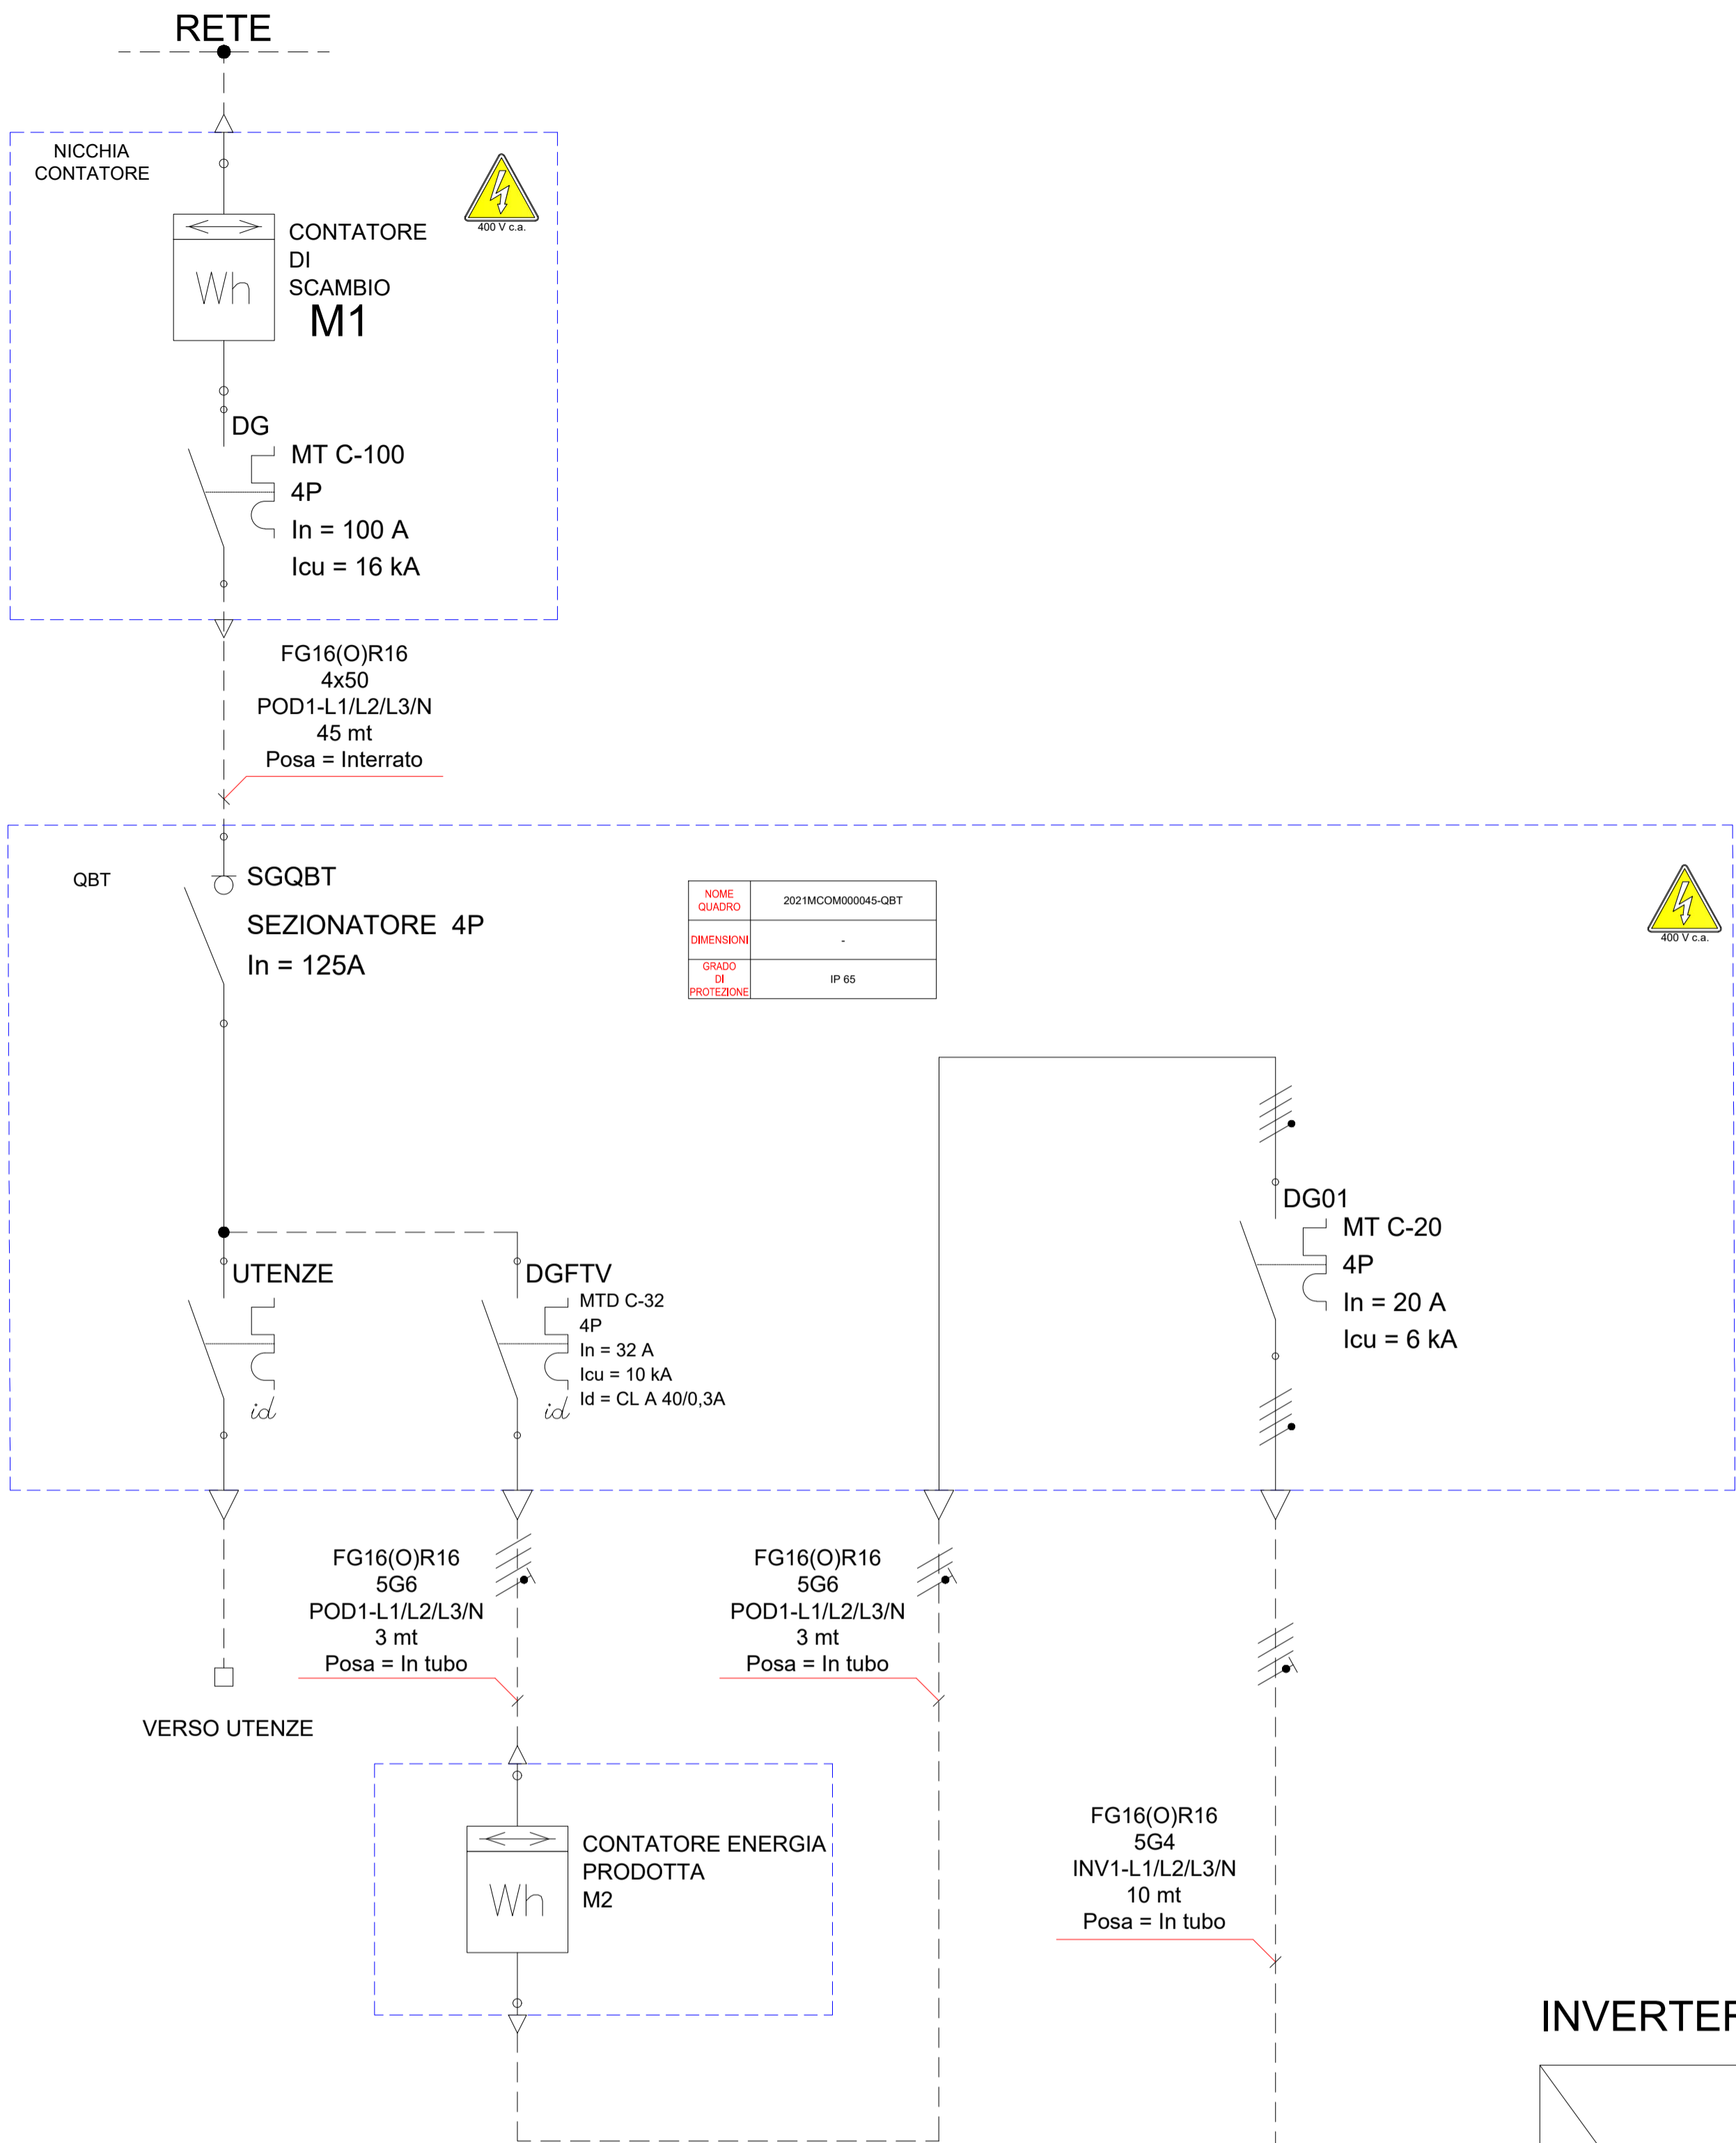 RETE
NICCHIA
CONTATORE
400 V c.a.
Wh
CONTATORE
DI
SCAMBIO
M1
DG
MT C-100
4P
In = 100 A
Icu = 16 kA
FG16(O)R16
4x50
POD1-L1/L2/L3/N
45 mt
Posa = Interrato
QBT
SGQBT
SEZIONATORE 4P
In = 125A
NOME
QUADRO
2021MCOM000045-QBT
DIMENSIONI
-
GRADO
DI
PROTEZIONE
IP 65
400 V c.a.
UTENZE
id
DGFTV
MTD C-32
4P
In = 32 A
Icu = 10 kA
Id = CL A 40/0,3A
id
DG01
MT C-20
4P
In = 20 A
Icu = 6 kA
FG16(O)R16
5G6
POD1-L1/L2/L3/N
3 mt
Posa = In tubo
FG16(O)R16
5G6
POD1-L1/L2/L3/N
3 mt
Posa = In tubo
VERSO UTENZE
Wh
CONTATORE ENERGIA
PRODOTTA
M2
FG16(O)R16
5G4
INV1-L1/L2/L3/N
10 mt
Posa = In tubo
INVERTER